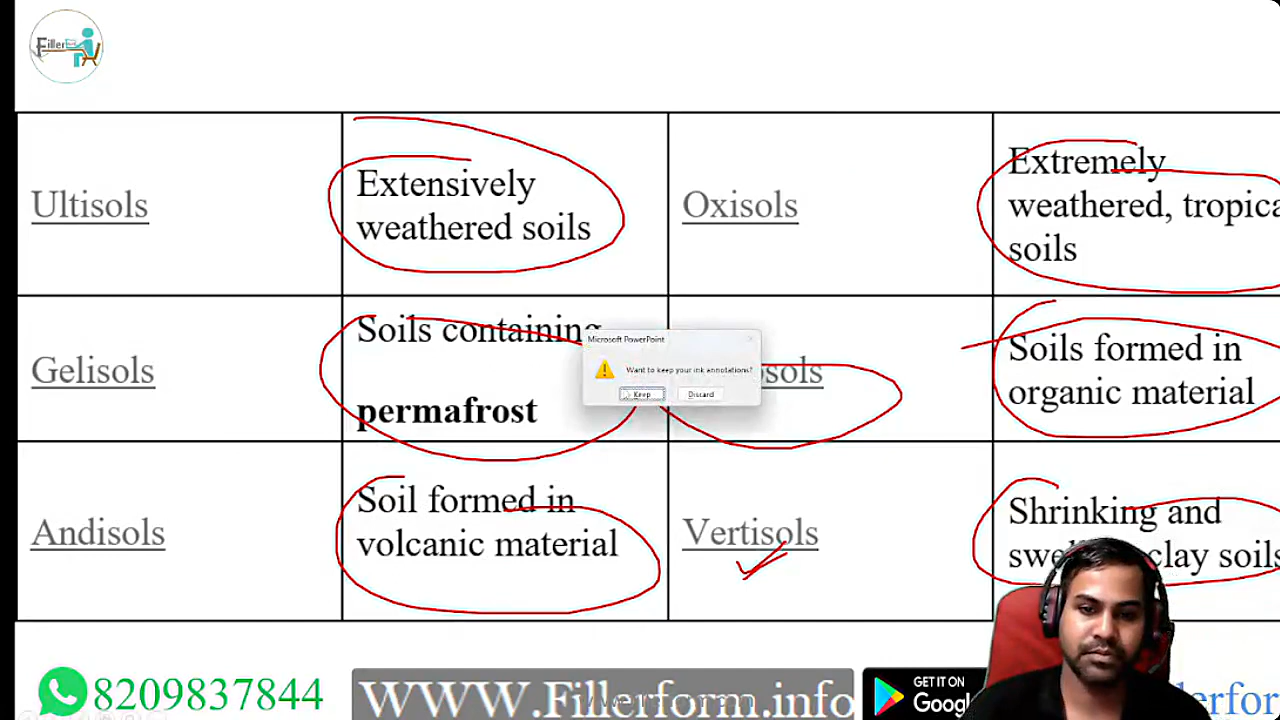 Filler
Ultisols
Extensively
weathered soils
Oxisols
Extremely
weathered, tropica
soils
Gelisols
Soils containing
permafrost
sols
Soils formed in
organic material
Microsoft PowerPoint
Want to keep your ink annotations?
Keep
Discard
Andisols
Soil formed in
volcanic material
Vertisols
Shrinking and
clay soils
8209837844
WWW.Fillerform.info
GET IT ON
Google
llerfor